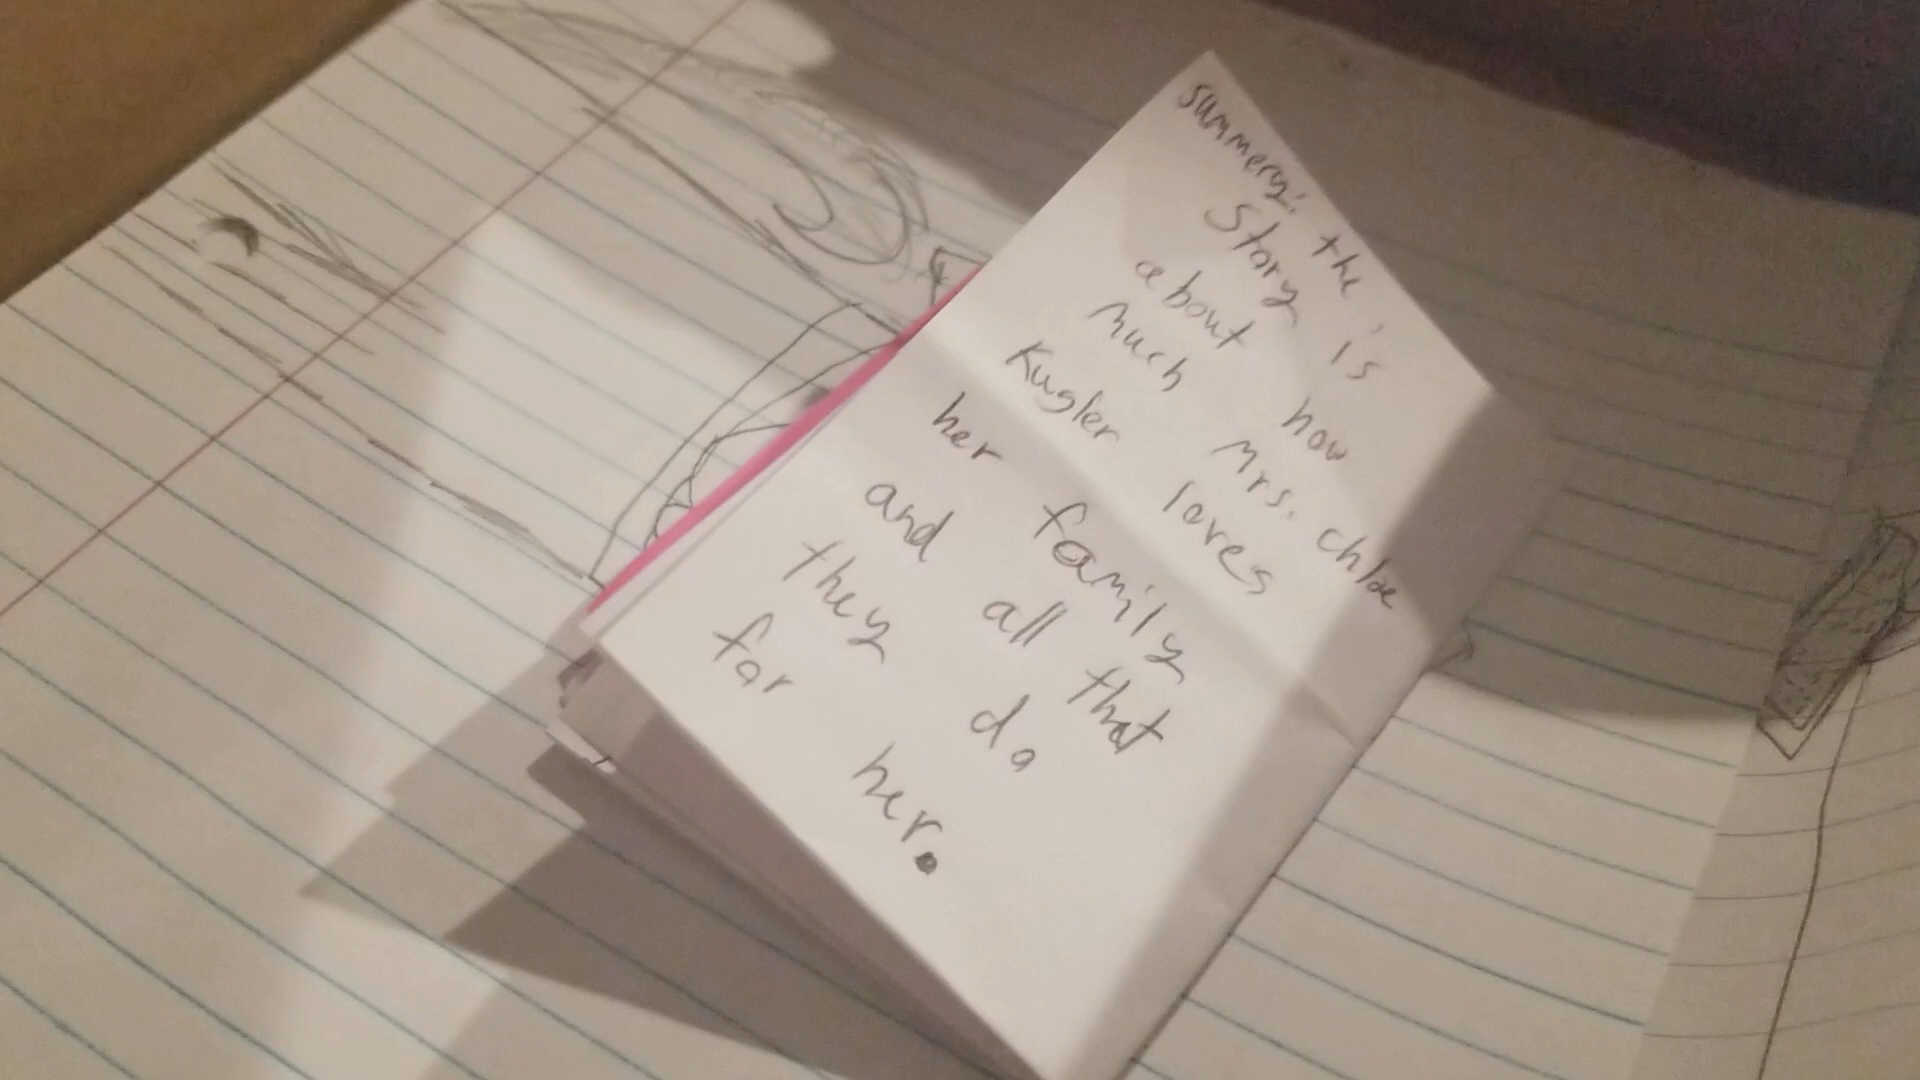 summery: the
Story is
about how
much Mrs. Chloe
Kugler loves
her family
and all that
they do
for her.